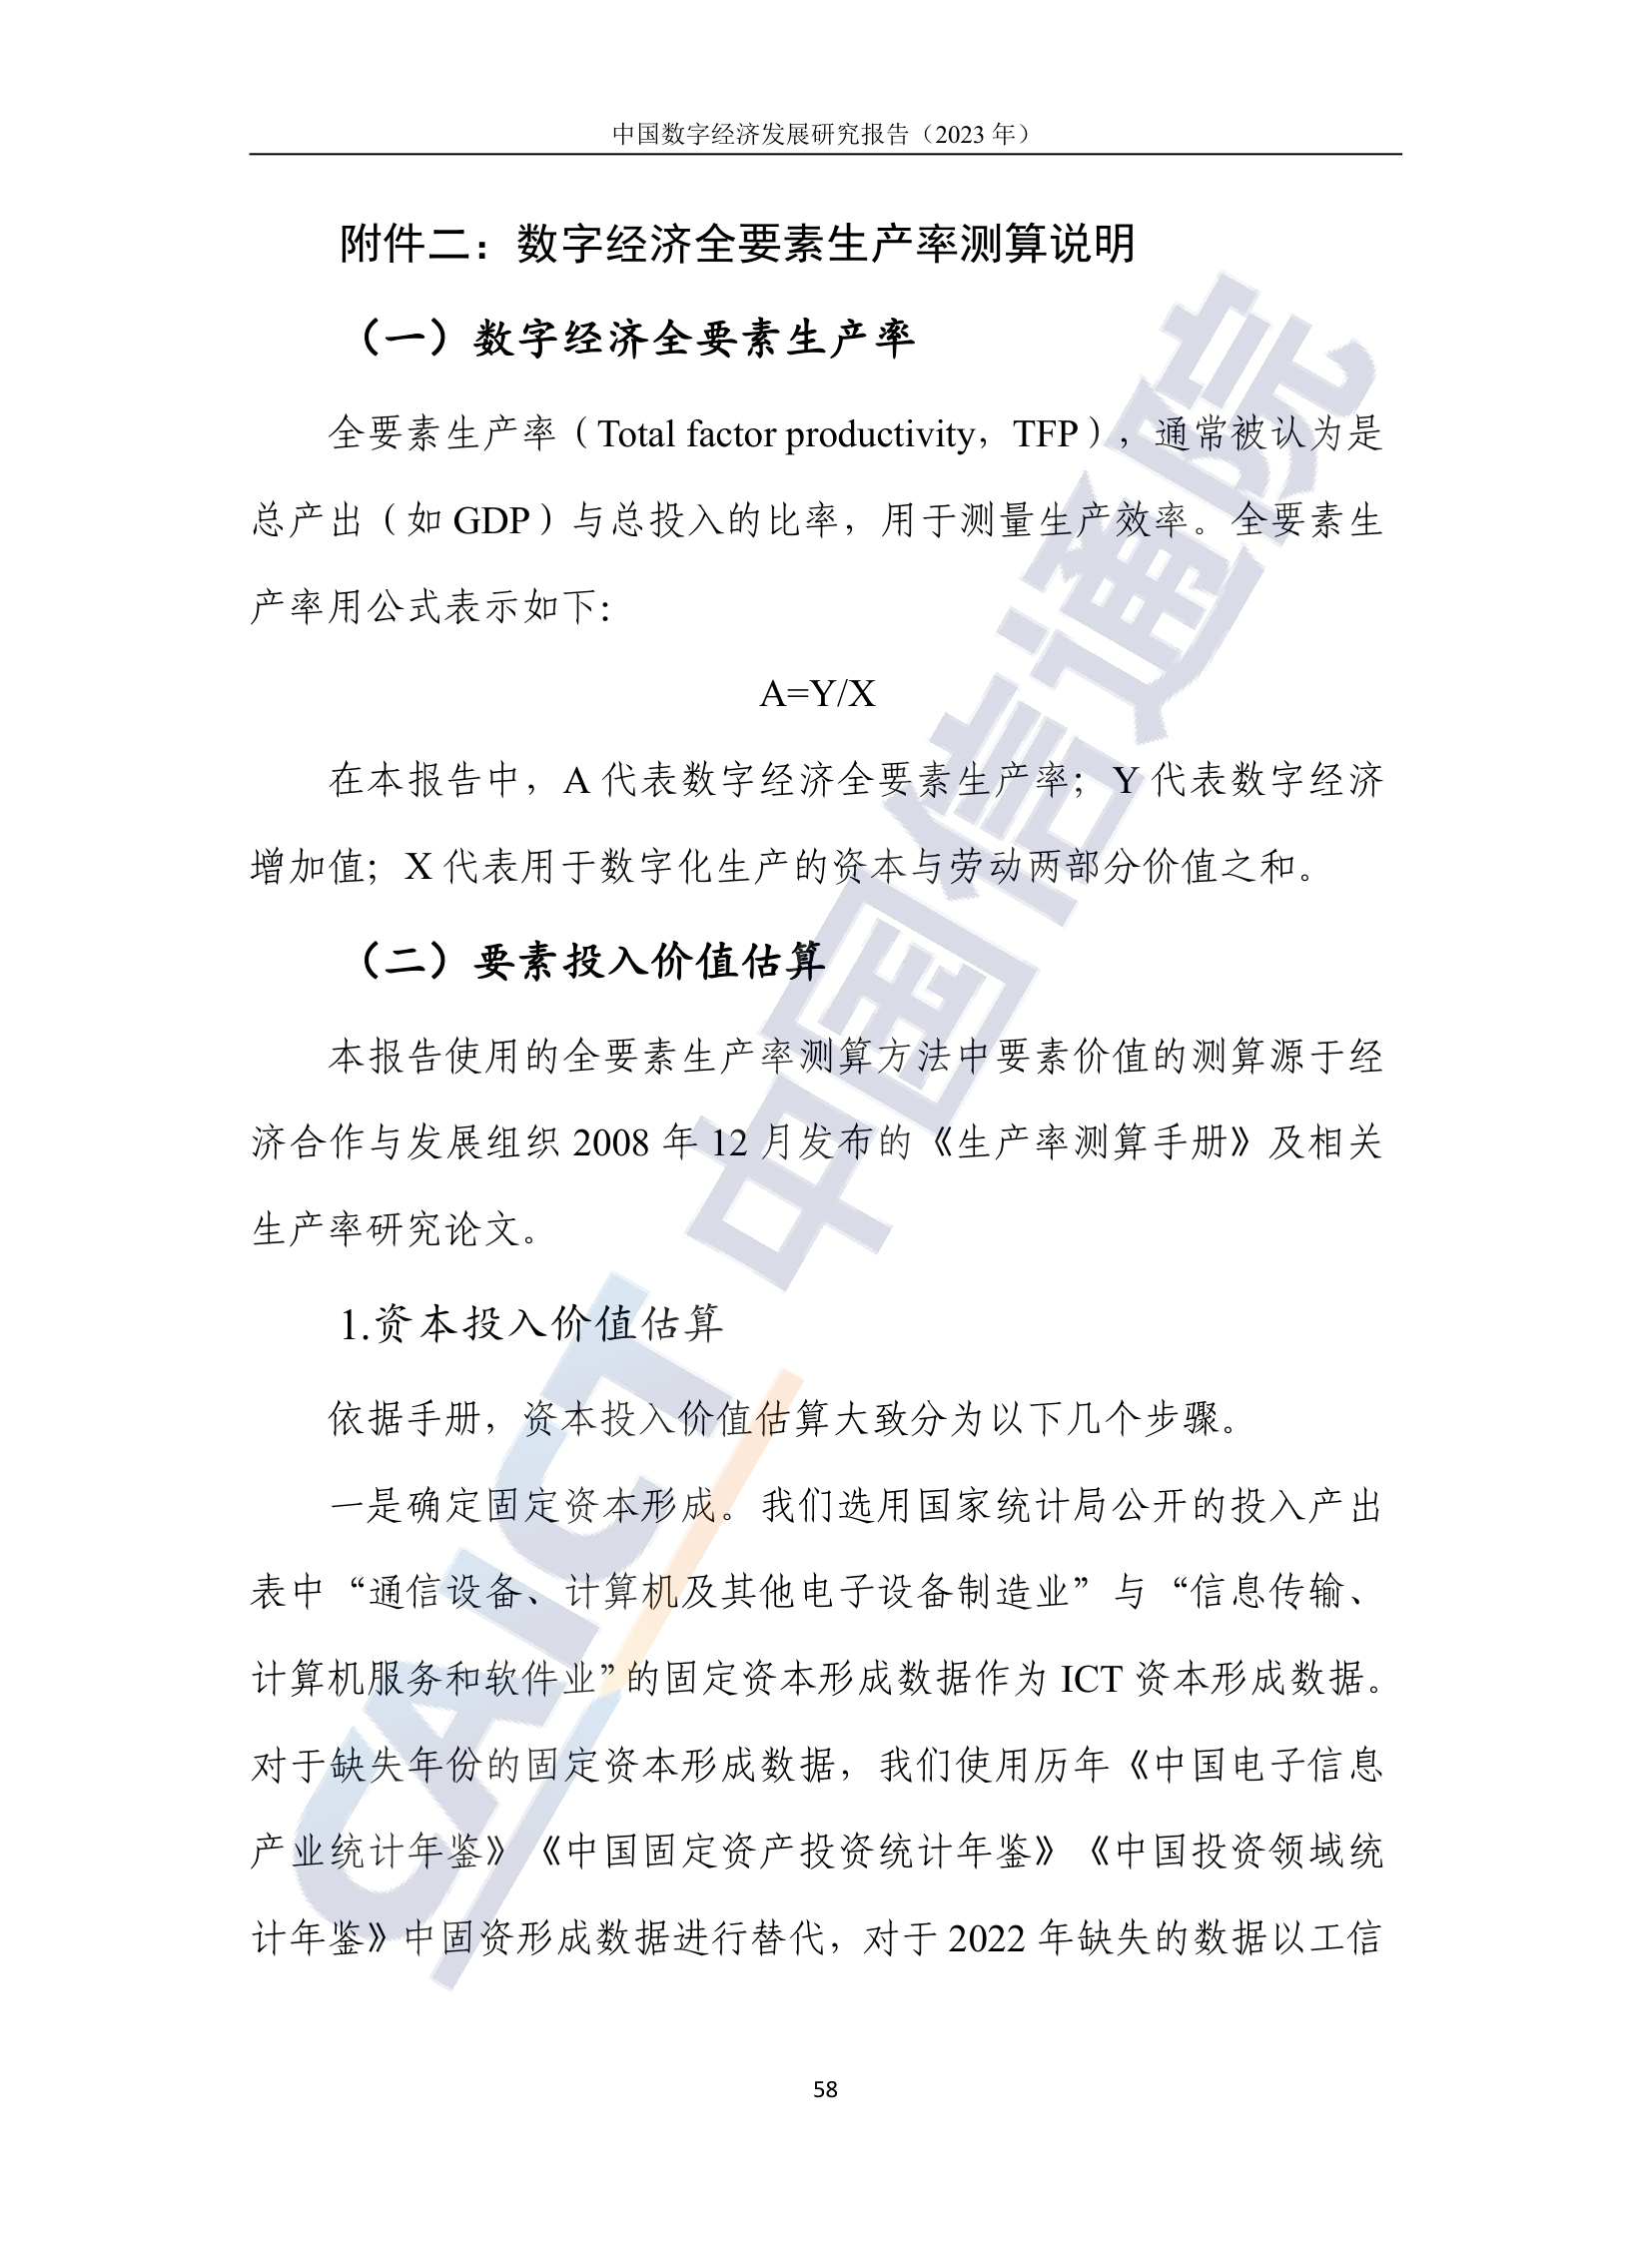 中国数字经济发展研究报告（2023 年）
附件二：数字经济全要素生产率测算说明
（一）数字经济全要素生产率
全要素生产率（Total factor productivity，TFP），通常被认为是
总产出（如 GDP）与总投入的比率，用于测量生产效率。全要素生
产率用公式表示如下：
A=Y/X
在本报告中，A 代表数字经济全要素生产率；Y 代表数字经济
增加值；X 代表用于数字化生产的资本与劳动两部分价值之和。
（二）要素投入价值估算
本报告使用的全要素生产率测算方法中要素价值的测算源于经
济合作与发展组织 2008 年 12 月发布的《生产率测算手册》及相关
生产率研究论文。
1.资本投入价值估算
依据手册，资本投入价值估算大致分为以下几个步骤。
一是确定固定资本形成。我们选用国家统计局公开的投入产出
表中“通信设备、计算机及其他电子设备制造业”与“信息传输、
计算机服务和软件业”的固定资本形成数据作为 ICT 资本形成数据。
对于缺失年份的固定资本形成数据，我们使用历年《中国电子信息
产业统计年鉴》《中国固定资产投资统计年鉴》《中国投资领域统
计年鉴》中固资形成数据进行替代，对于 2022 年缺失的数据以工信
58
CAICT 中国信通院